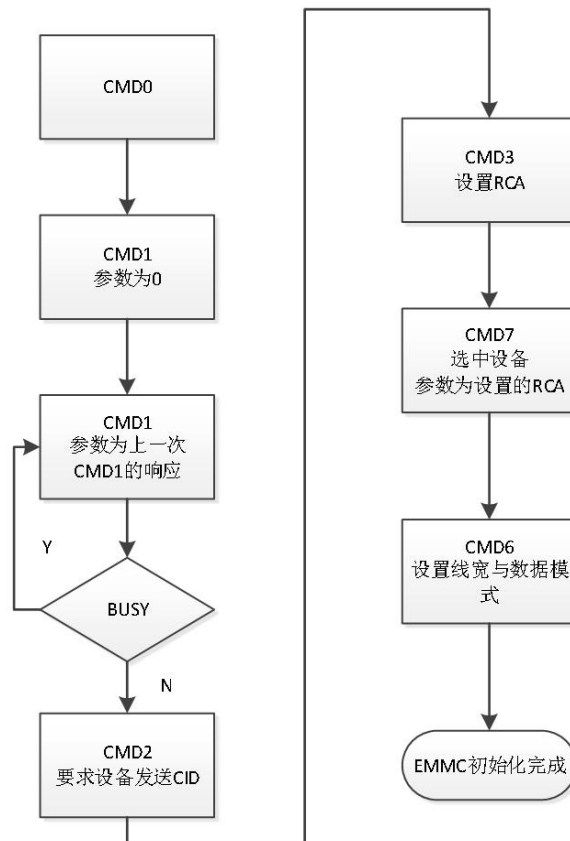 CMD0
CMD1
参数为0
CMD1
参数为上一次
CMD1的响应
Y
BUSY
N
CMD2
要求设备发送CID
CMD3
设置RCA
CMD7
选中设备
参数为设置的RCA
CMD6
设置线宽与数据模
式
EMMC初始化完成